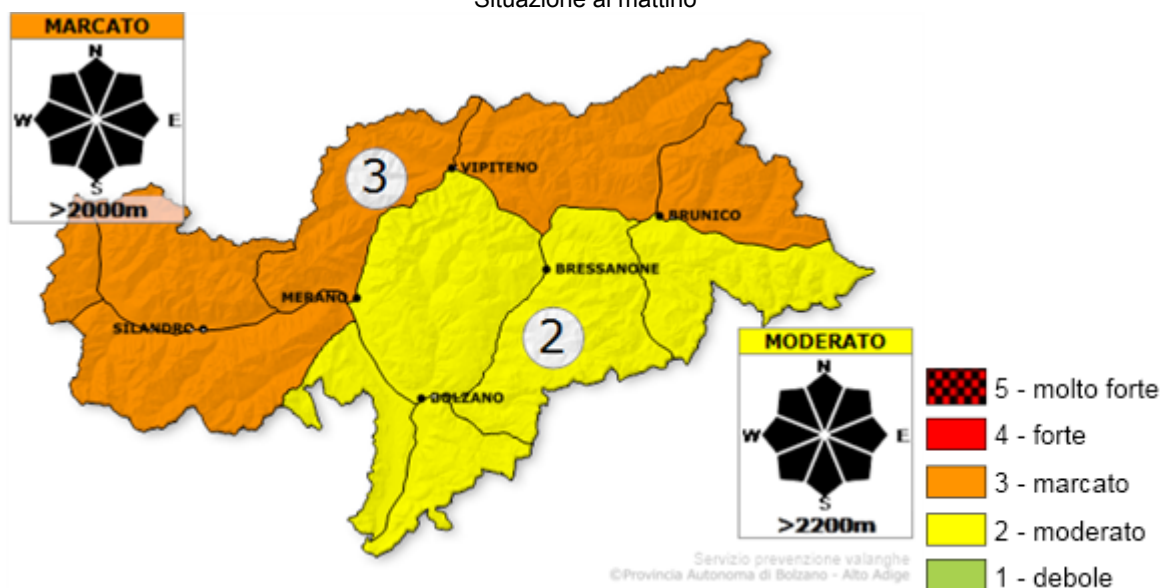 Situazione al mattino
MARCATO
N
W E
S
>2000m
3
VIPITENO
BRUNICO
BRESSANONE
MERANO
SILANDRO
2
BOLZANO
MODERATO
N
W E
S
>2200m
5 - molto forte
4 - forte
3 - marcato
2 - moderato
1 - debole
Servizio prevenzione valanghe
©Provincia Autonoma di Bolzano - Alto Adige